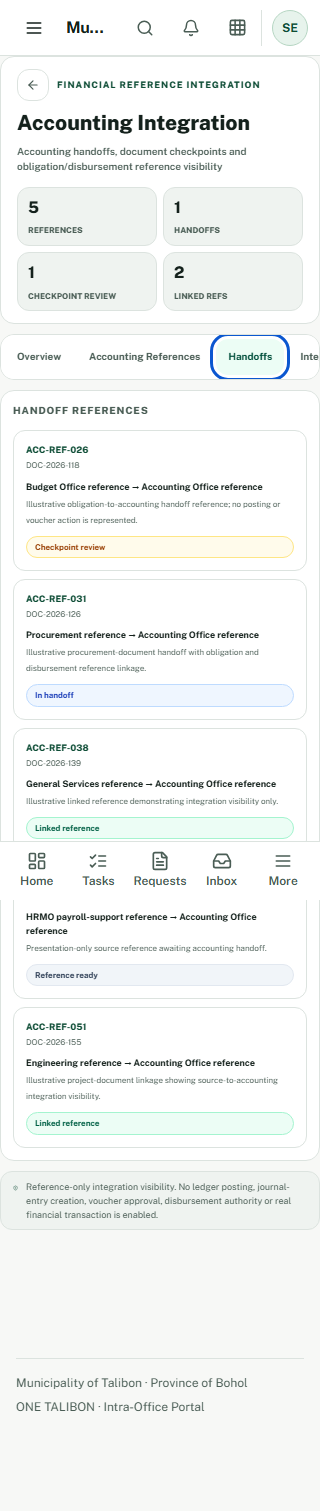 Mu...
SE
FINANCIAL REFERENCE INTEGRATION
Accounting Integration
Accounting handoffs, document checkpoints and
obligation/disbursement reference visibility
5
REFERENCES
1
HANDOFFS
1
CHECKPOINT REVIEW
2
LINKED REFS
Overview
Accounting References
Handoffs
Inte
HANDOFF REFERENCES
ACC-REF-026
DOC-2026-118
Budget Office reference → Accounting Office reference
Illustrative obligation-to-accounting handoff reference; no posting or
voucher action is represented.
Checkpoint review
ACC-REF-031
DOC-2026-126
Procurement reference → Accounting Office reference
Illustrative procurement-document handoff with obligation and
disbursement reference linkage.
In handoff
ACC-REF-038
DOC-2026-139
General Services reference → Accounting Office reference
Illustrative linked reference demonstrating integration visibility only.
Linked reference
Home
Tasks
Requests
Inbox
More
HRMO payroll-support reference → Accounting Office
reference
Presentation-only source reference awaiting accounting handoff.
Reference ready
ACC-REF-051
DOC-2026-155
Engineering reference → Accounting Office reference
Illustrative project-document linkage showing source-to-accounting
integration visibility.
Linked reference
Reference-only integration visibility. No ledger posting, journal-
entry creation, voucher approval, disbursement authority or real
financial transaction is enabled.
Municipality of Talibon · Province of Bohol
ONE TALIBON · Intra-Office Portal